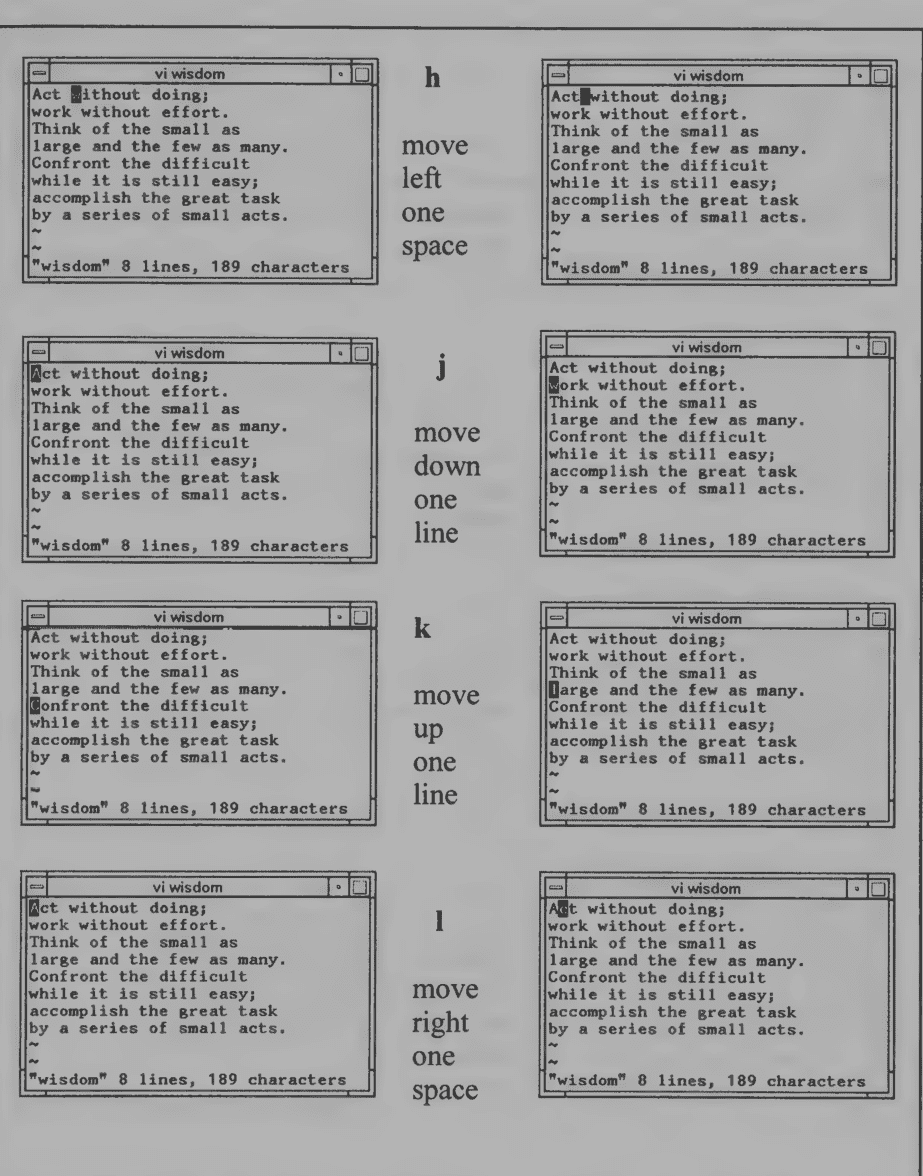 vi wisdom
Act without doing;
work without effort.
Think of the small as
large and the few as many.
Confront the difficult
while it is still easy;
accomplish the great task
by a series of small acts.
~
~
"wisdom" 8 lines, 189 characters
h
move
left
one
space
vi wisdom
Act without doing;
work without effort.
Think of the small as
large and the few as many.
Confront the difficult
while it is still easy;
accomplish the great task
by a series of small acts.
~
~
"wisdom" 8 lines, 189 characters
vi wisdom
Act without doing;
work without effort.
Think of the small as
large and the few as many.
Confront the difficult
while it is still easy;
accomplish the great task
by a series of small acts.
~
~
"wisdom" 8 lines, 189 characters
j
move
down
one
line
vi wisdom
Act without doing;
work without effort.
Think of the small as
large and the few as many.
Confront the difficult
while it is still easy;
accomplish the great task
by a series of small acts.
~
~
"wisdom" 8 lines, 189 characters
vi wisdom
Act without doing;
work without effort.
Think of the small as
large and the few as many.
Confront the difficult
while it is still easy;
accomplish the great task
by a series of small acts.
~
~
"wisdom" 8 lines, 189 characters
k
move
up
one
line
vi wisdom
Act without doing;
work without effort.
Think of the small as
large and the few as many.
Confront the difficult
while it is still easy;
accomplish the great task
by a series of small acts.
~
~
"wisdom" 8 lines, 189 characters
vi wisdom
Act without doing;
work without effort.
Think of the small as
large and the few as many.
Confront the difficult
while it is still easy;
accomplish the great task
by a series of small acts.
~
~
"wisdom" 8 lines, 189 characters
l
move
right
one
space
vi wisdom
Act without doing;
work without effort.
Think of the small as
large and the few as many.
Confront the difficult
while it is still easy;
accomplish the great task
by a series of small acts.
~
~
"wisdom" 8 lines, 189 characters